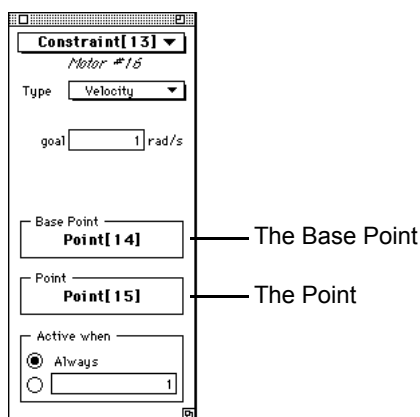 Constraint[13]
Motor #16
Type Velocity
goal 1 rad/s
Base Point
Point[14]
The Base Point
Point
Point[15]
The Point
Active when
Always
1